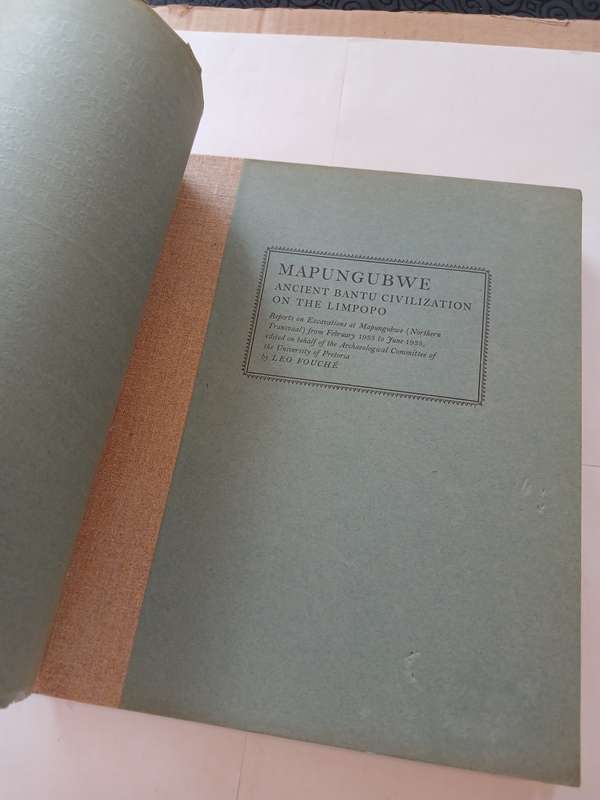 MAPUNGUBWE
ANCIENT BANTU CIVILIZATION
ON THE LIMPOPO
Reports on Excavations at Mapungubwe (Northern
Transvaal) from February 1933 to June 1935,
edited on behalf of the Archaeological Committee of
the University of Pretoria
by LEO FOUCHÉ